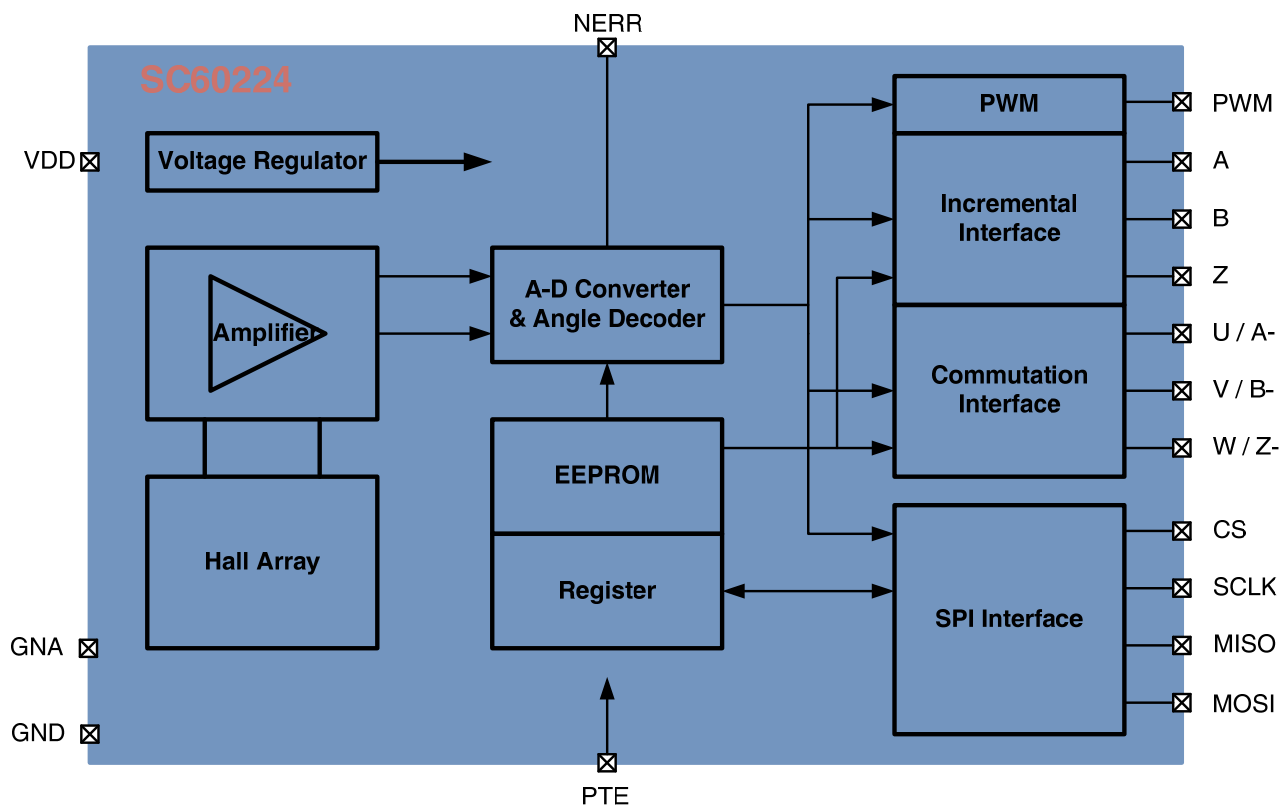 NERR
SC60224
VDD
Voltage Regulator
Amplifier
Hall Array
GNA
GND
A-D Converter
& Angle Decoder
EEPROM
Register
PTE
PWM
Incremental
Interface
Commutation
Interface
SPI Interface
PWM
A
B
Z
U / A-
V / B-
W / Z-
CS
SCLK
MISO
MOSI